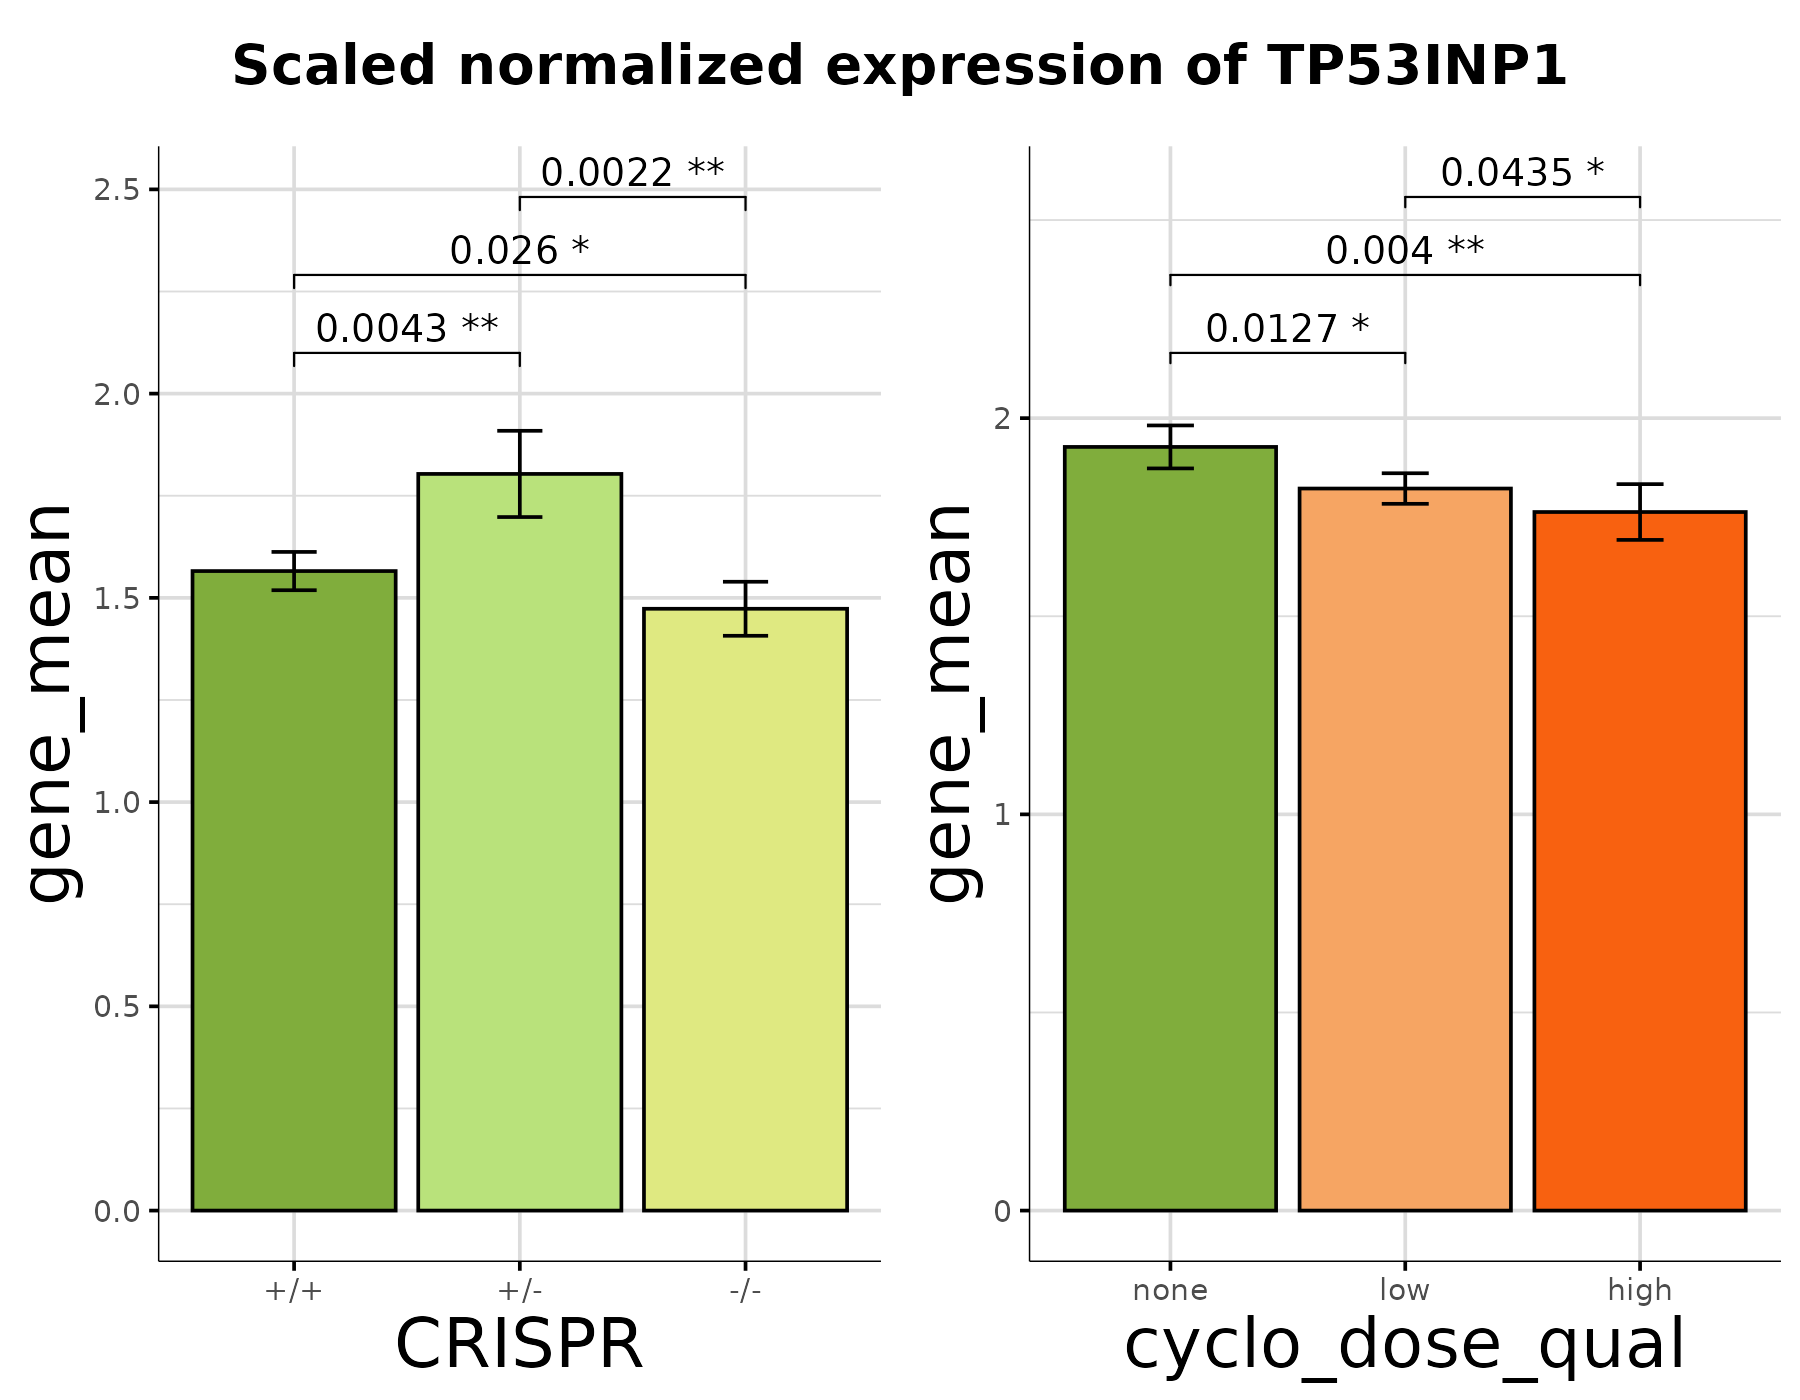 Scaled normalized expression of TP53INP1
gene_mean
2.5
2.0
1.5
1.0
0.5
0.0
0.0022 **
0.026 *
0.0043 **
+/+ +/- -/-
CRISPR
gene_mean
2
1
0
0.0435 *
0.004 **
0.0127 *
none low high
cyclo_dose_qual